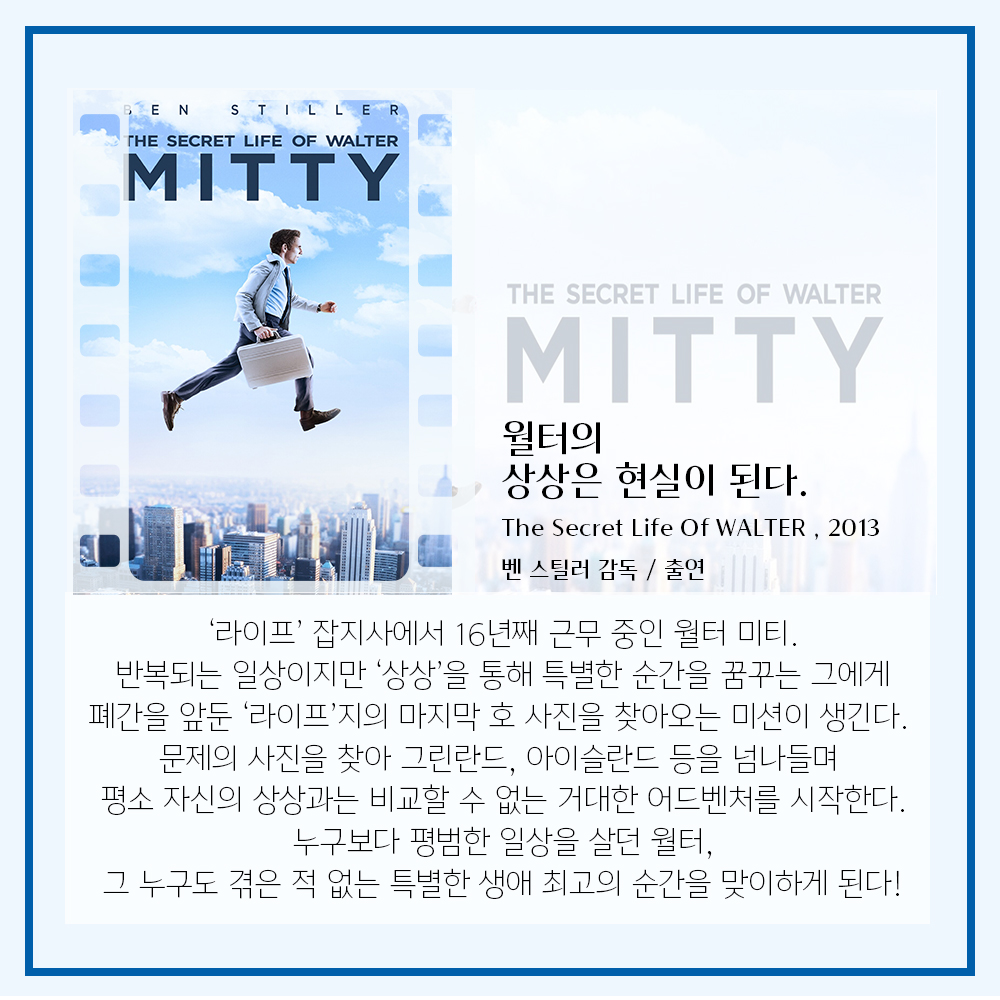 BEN STILLER
THE SECRET LIFE OF WALTER
MITTY
THE SECRET LIFE OF WALTER
MITTY
월터의
상상은 현실이 된다.
The Secret Life Of WALTER , 2013
벤 스틸러 감독 / 출연
‘라이프’ 잡지사에서 16년째 근무 중인 월터 미티.
반복되는 일상이지만 ‘상상’을 통해 특별한 순간을 꿈꾸는 그에게
폐간을 앞둔 ‘라이프’지의 마지막 호 사진을 찾아오는 미션이 생긴다.
문제의 사진을 찾아 그린란드, 아이슬란드 등을 넘나들며
평소 자신의 상상과는 비교할 수 없는 거대한 어드벤처를 시작한다.
누구보다 평범한 일상을 살던 월터,
그 누구도 겪은 적 없는 특별한 생애 최고의 순간을 맞이하게 된다!